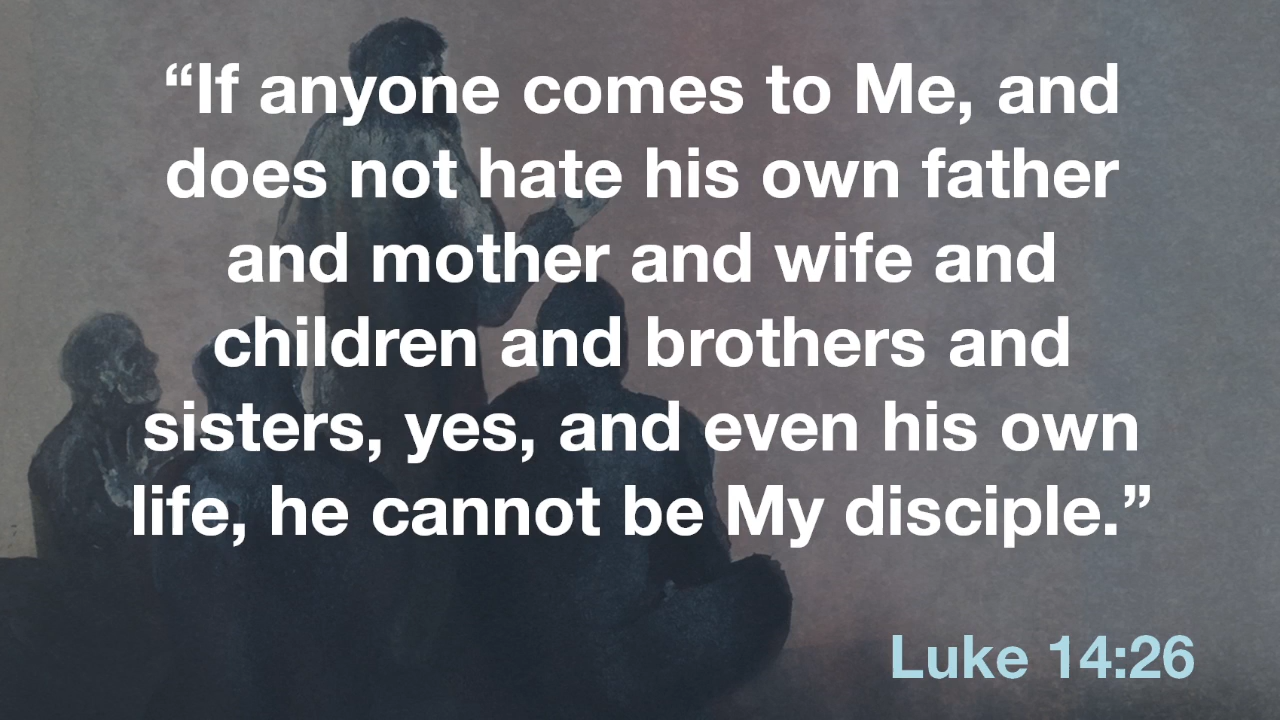 “If anyone comes to Me, and
does not hate his own father
and mother and wife and
children and brothers and
sisters, yes, and even his own
life, he cannot be My disciple.”
Luke 14:26